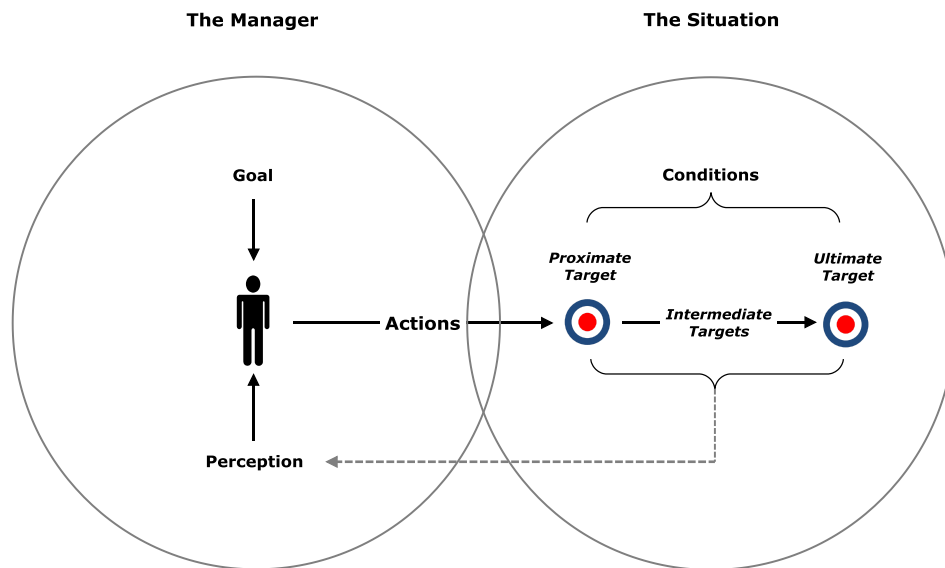 The Manager
The Situation
Goal
Conditions
Proximate
Target
Ultimate
Target
Actions
Intermediate
Targets
Perception